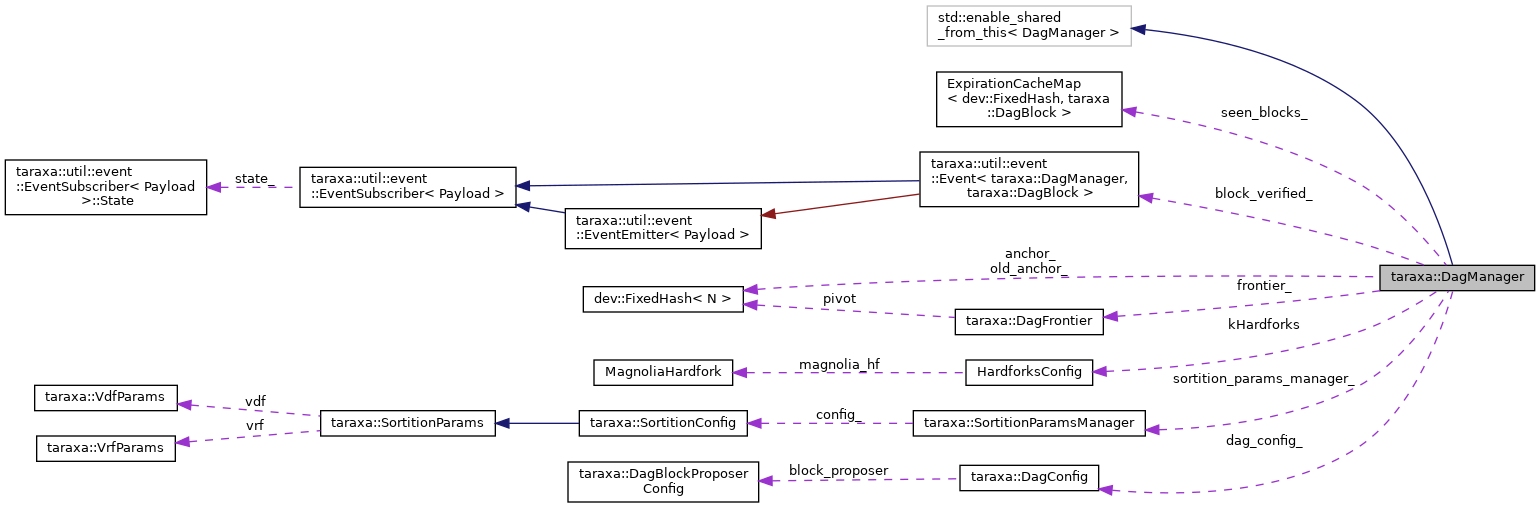 std::enable_shared
_from_this< DagManager >
ExpirationCacheMap
< dev::FixedHash, taraxa
::DagBlock >
seen_blocks_
taraxa::util::event
::EventSubscriber< Payload
>::State
state_
taraxa::util::event
::EventSubscriber< Payload >
taraxa::util::event
::Event< taraxa::DagManager,
taraxa::DagBlock >
block_verified_
taraxa::util::event
::EventEmitter< Payload >
anchor_
old_anchor_
taraxa::DagManager
dev::FixedHash< N >
pivot
frontier_
taraxa::DagFrontier
kHardforks
MagnoliaHardfork
magnolia_hf
HardforksConfig
sortition_params_manager_
taraxa::VdfParams
vdf
taraxa::SortitionParams
taraxa::SortitionConfig
config_
taraxa::SortitionParamsManager
vrf
taraxa::VrfParams
dag_config_
taraxa::DagBlockProposer
Config
block_proposer
taraxa::DagConfig